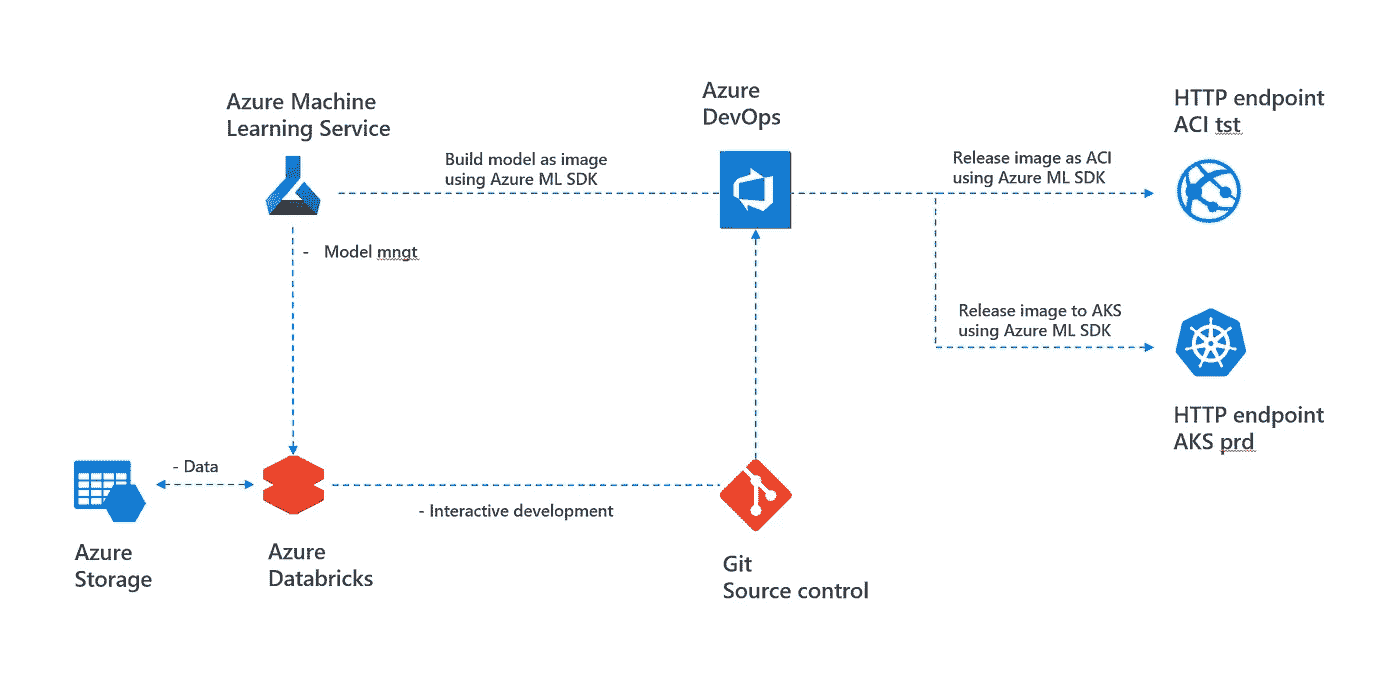 Azure Machine
Learning Service
Azure
DevOps
HTTP endpoint
ACI tst
Build model as image
using Azure ML SDK
Release image as ACI
using Azure ML SDK
- Model mngt
Release image to AKS
using Azure ML SDK
HTTP endpoint
AKS prd
- Data
- Interactive development
Azure
Storage
Azure
Databricks
Git
Source control